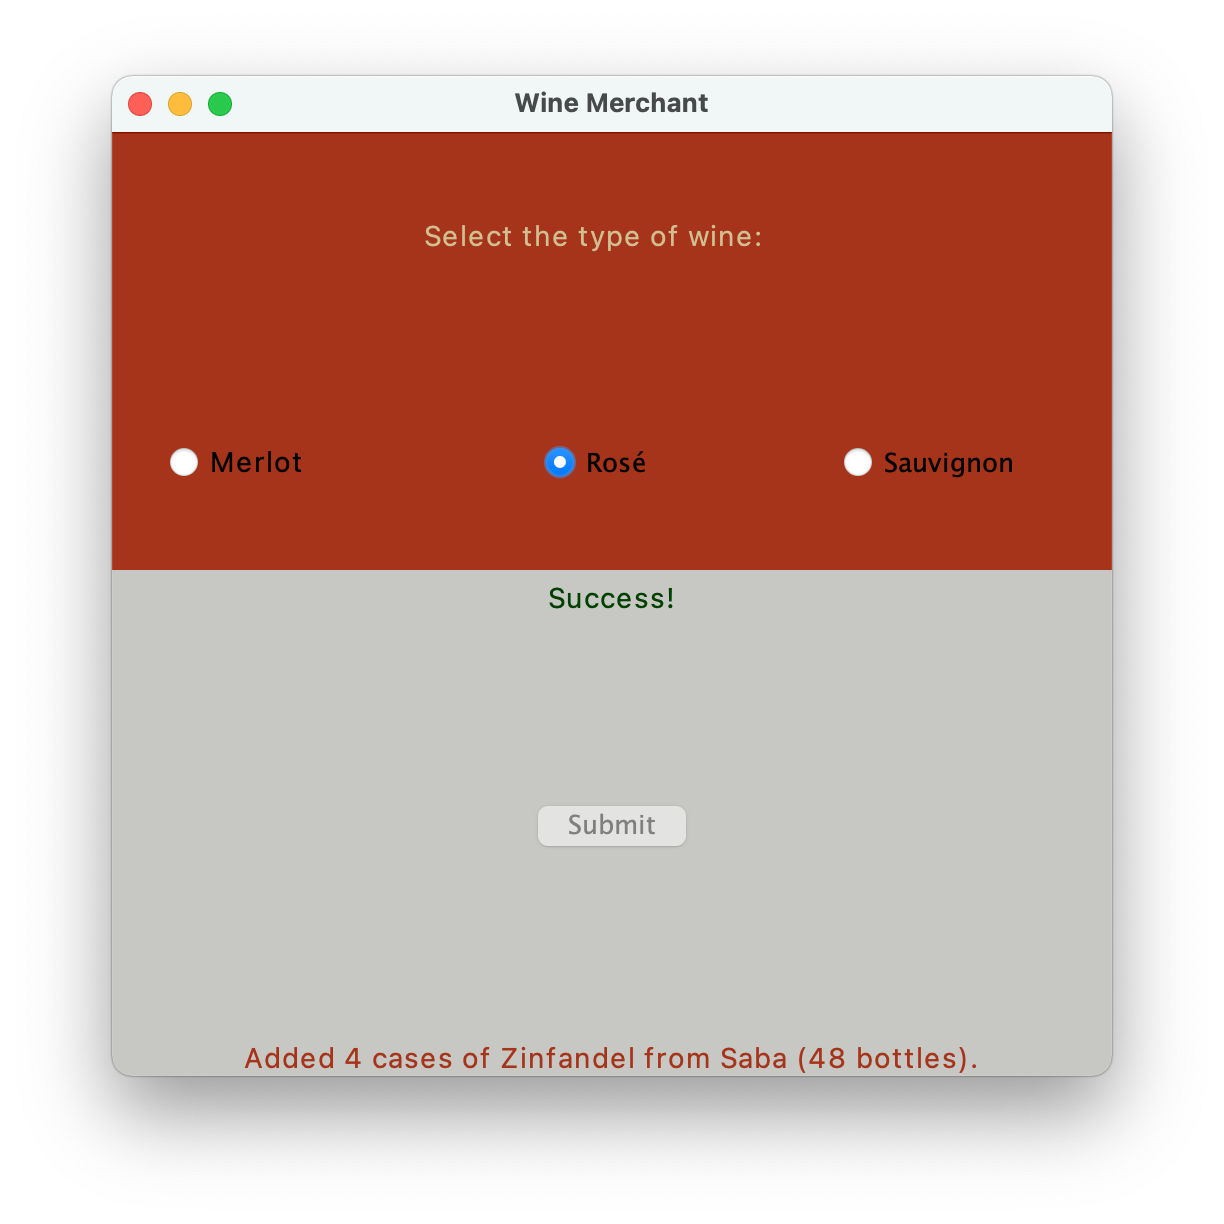 Wine Merchant
Select the type of wine:
Merlot Rosé Sauvignon
Success!
Submit
Added 4 cases of Zinfandel from Saba (48 bottles).